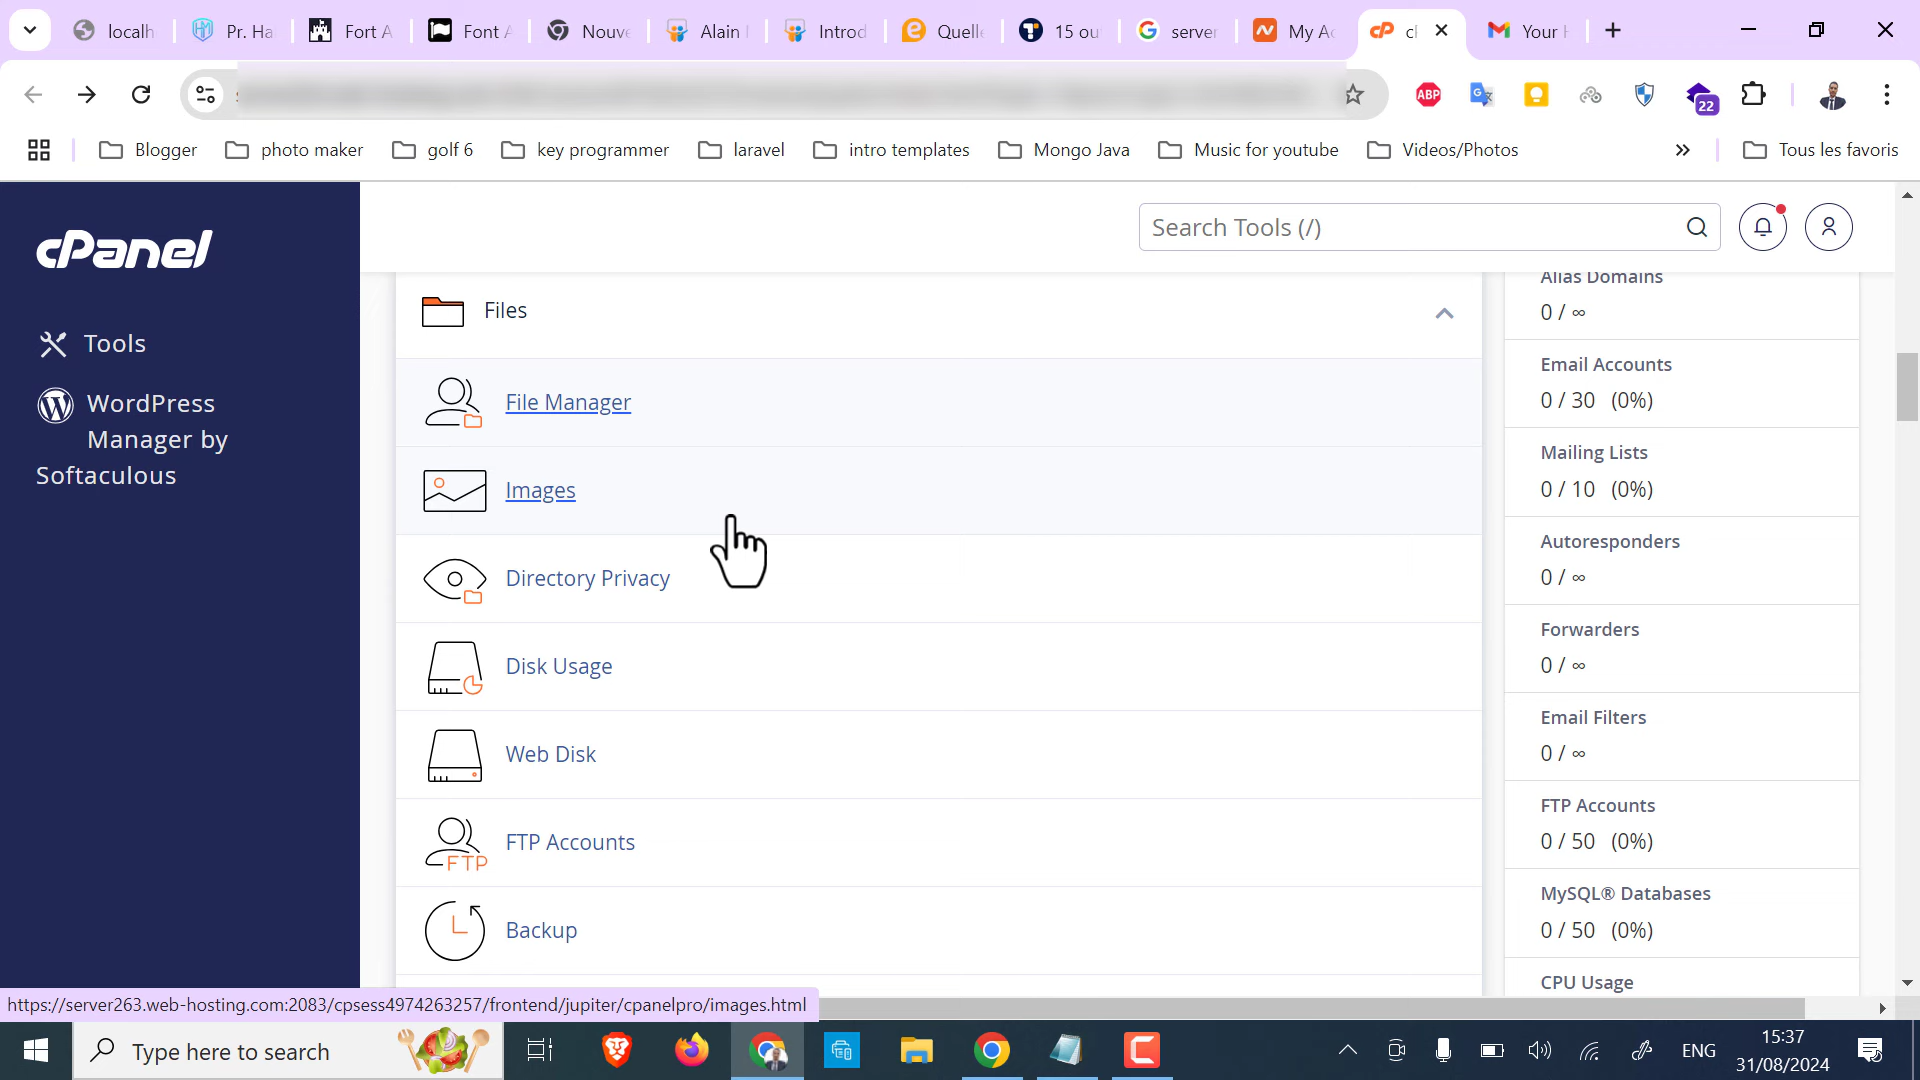 localh
Pr. Ha
Fort A
Font A
Nouve
Alain
Introd
Quelle
15 ou
server
My Ac
Your H
ABP
22
Blogger
photo maker
golf 6
key programmer
laravel
intro templates
Mongo Java
Music for youtube
Videos/Photos
»
Tous les favoris
cPanel
Search Tools (/)
Tools
WordPress
Manager by
Softaculous
Files
File Manager
Images
Directory Privacy
Disk Usage
Web Disk
FTP
FTP Accounts
Backup
Alias Domains
0 / ∞
Email Accounts
0 / 30 (0%)
Mailing Lists
0 / 10 (0%)
Autoresponders
0 / ∞
Forwarders
0 / ∞
Email Filters
0 / ∞
FTP Accounts
0 / 50 (0%)
MySQL® Databases
0 / 50 (0%)
CPU Usage
https://server263.web-hosting.com:2083/cpsess4974263257/frontend/jupiter/cpanelpro/images.html
Type here to search
ENG
15:37
31/08/2024